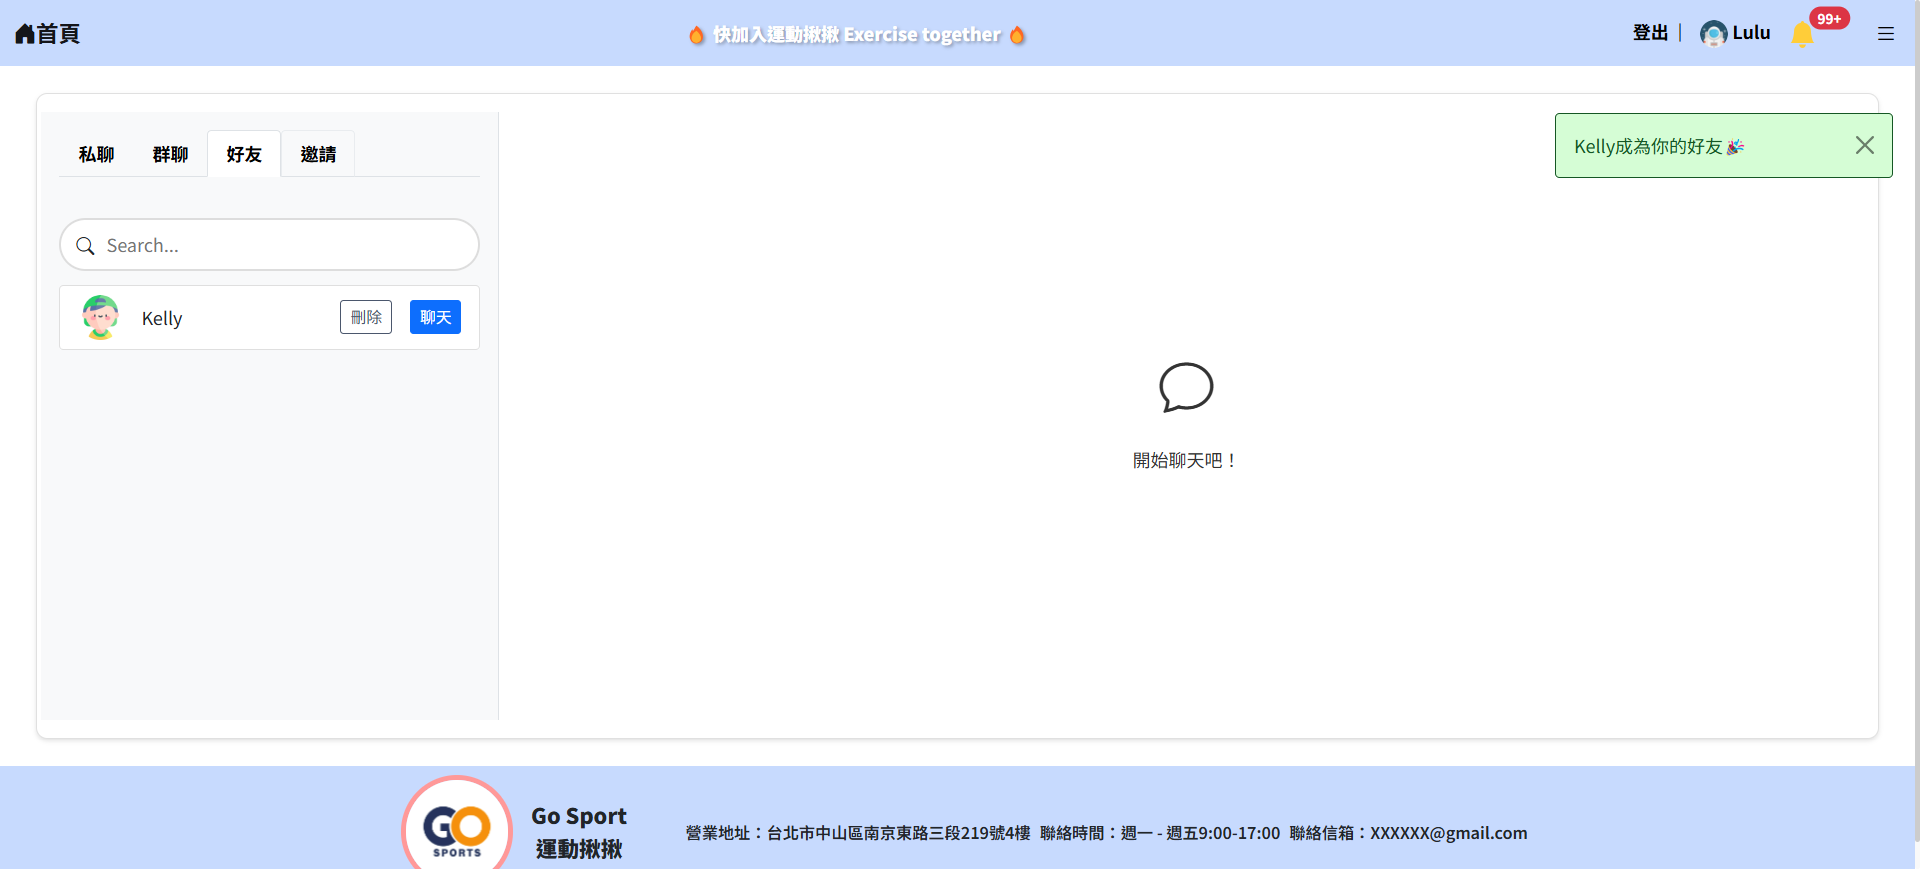 首頁
快加入運動揪揪 Exercise together
登出 | Lulu
99+
私聊 群聊 好友 邀請
Kelly成為你的好友🎉
Search...
Kelly 刪除 聊天
開始聊天吧！
GO
SPORTS
Go Sport
運動揪揪
營業地址：台北市中山區南京東路三段219號4樓 聯絡時間：週一 - 週五9:00-17:00 聯絡信箱：XXXXXX@gmail.com